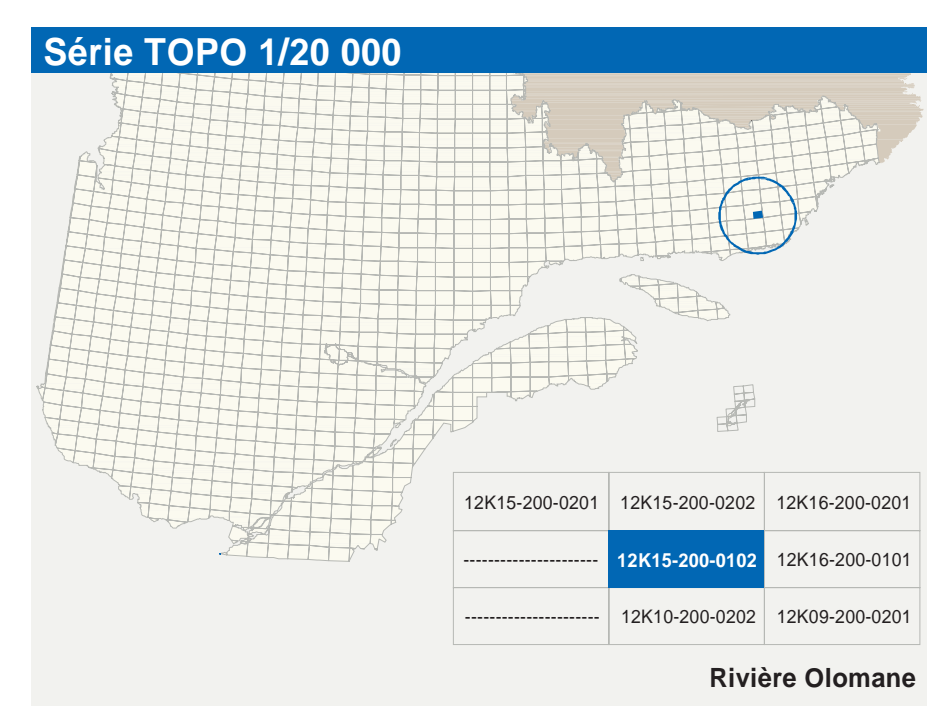 Série TOPO 1/20 000
12K15-200-0201 12K15-200-0202 12K16-200-0201
---------------------- 12K15-200-0102 12K16-200-0101
---------------------- 12K10-200-0202 12K09-200-0201
Rivière Olomane